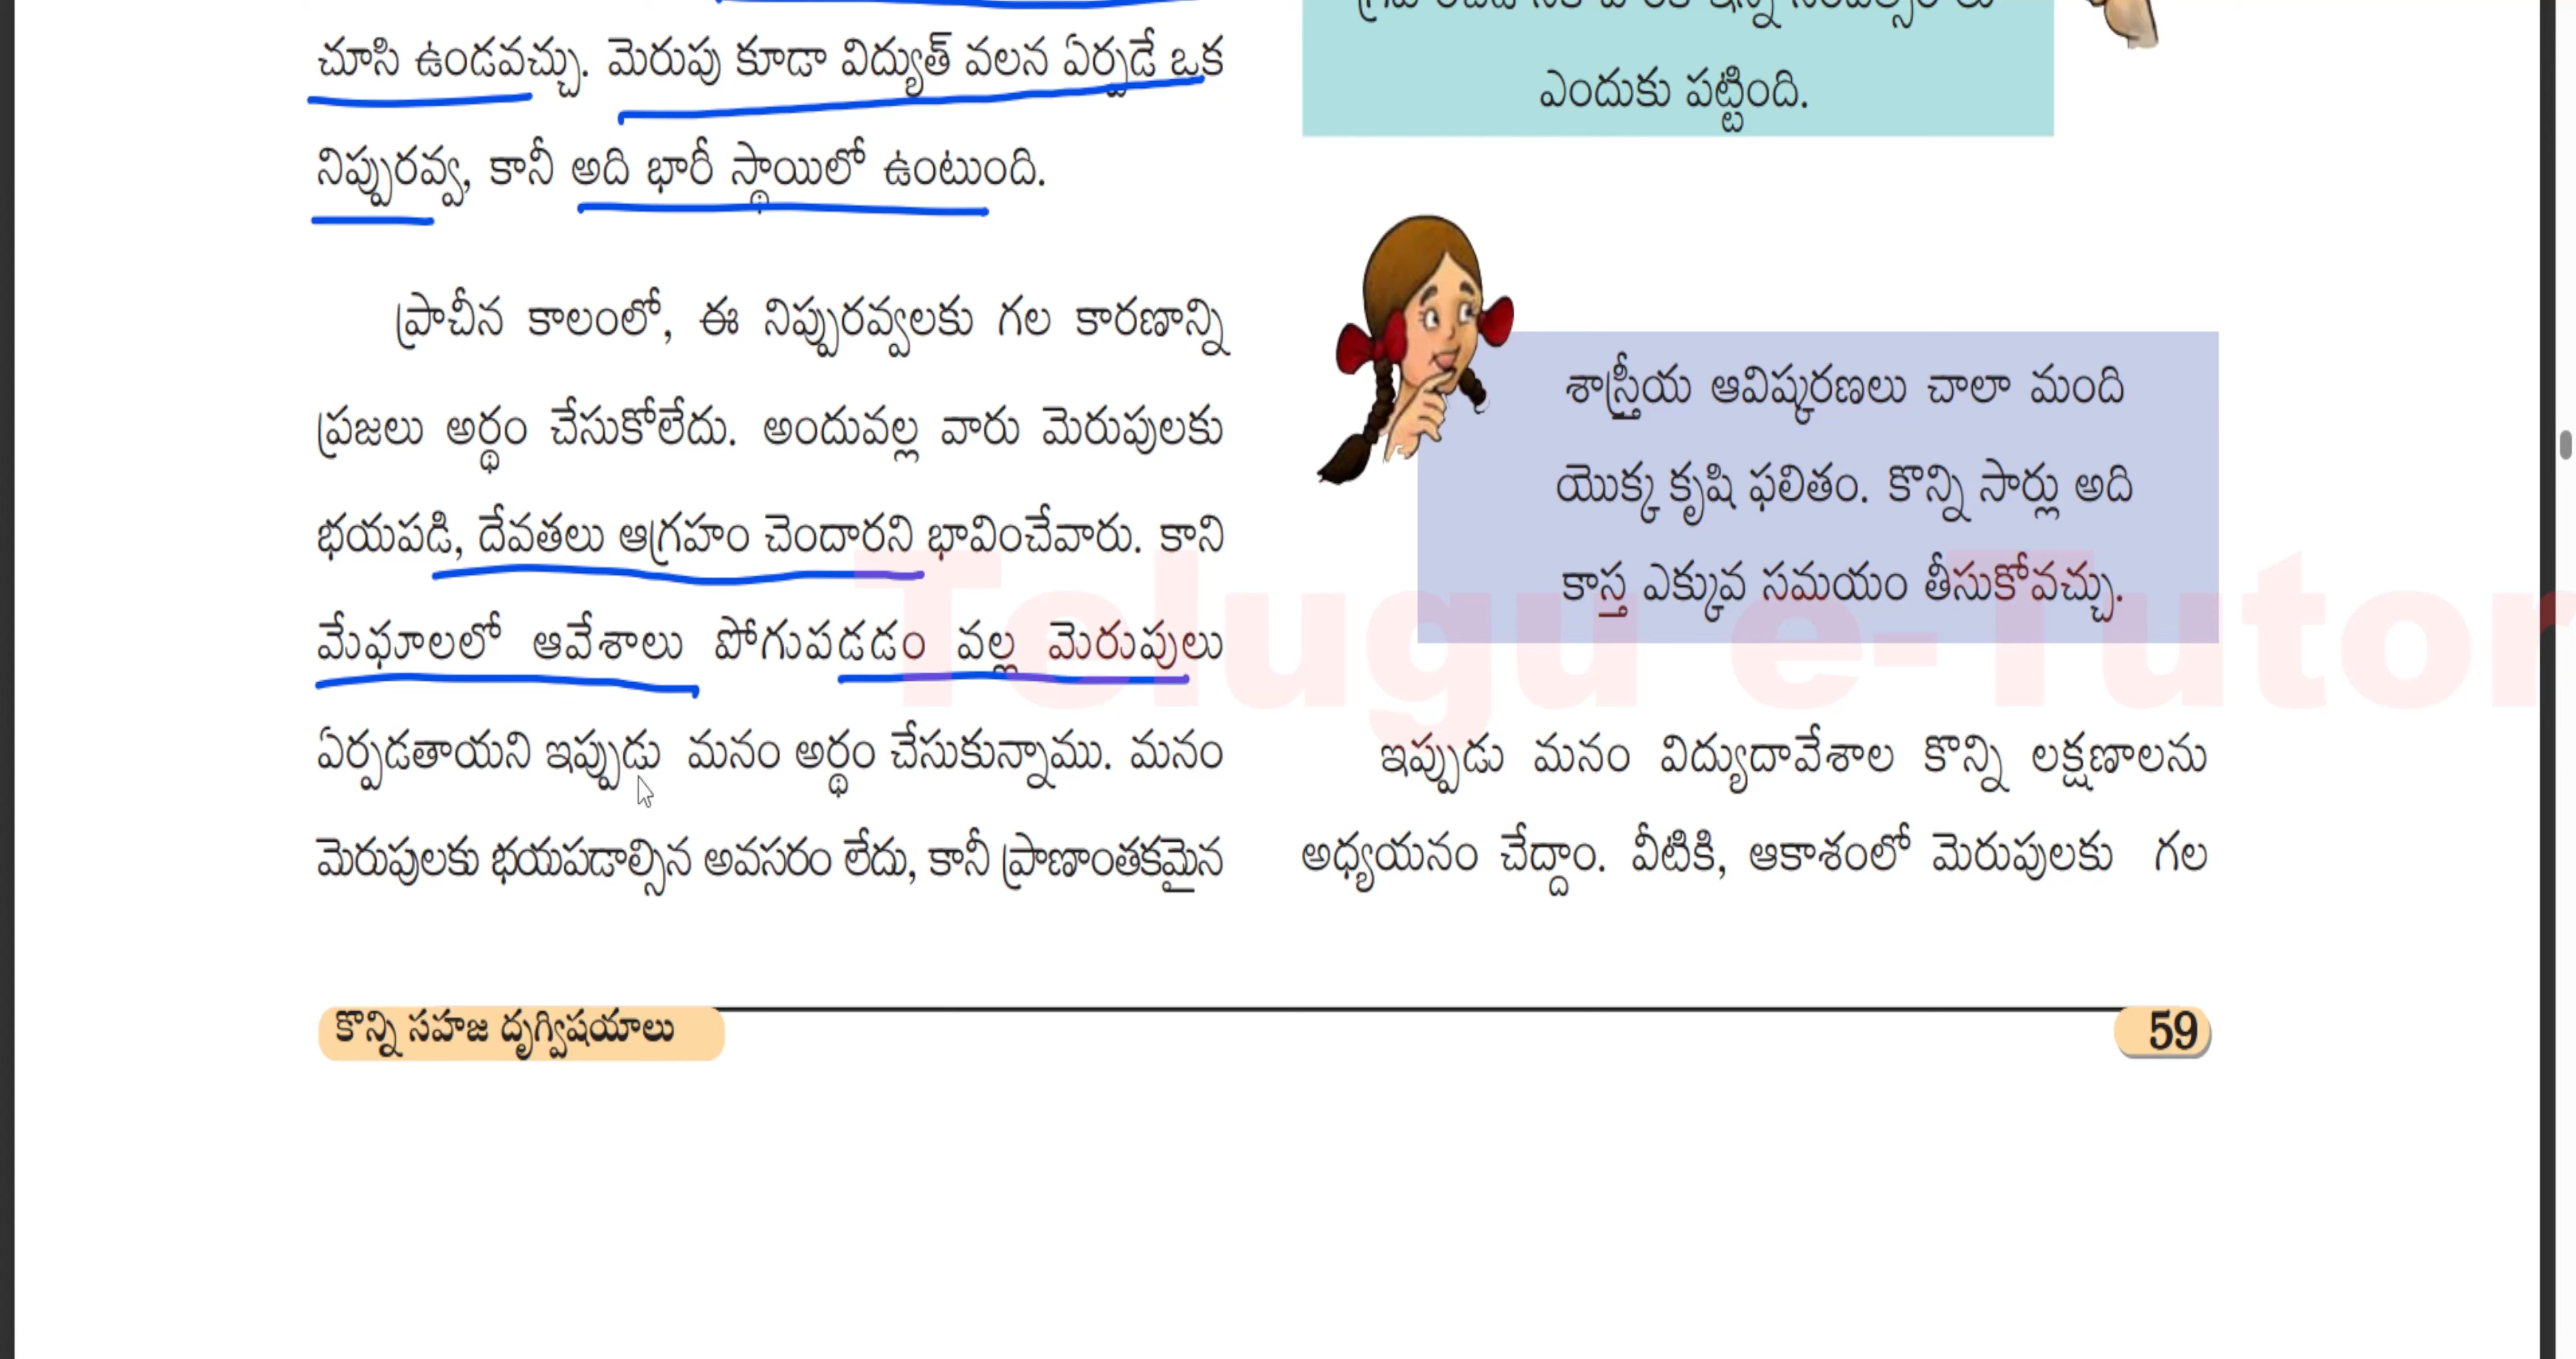 చూసి ఉండవచ్చు. మెరుపు కూడా విద్యుత్ వలన ఏర్పడే ఒక
నిప్పురవ్వ, కానీ అది భారీ స్థాయిలో ఉంటుంది.
ప్రాచీన కాలంలో, ఈ నిప్పురవ్వలకు గల కారణాన్ని
ప్రజలు అర్థం చేసుకోలేదు. అందువల్ల వారు మెరుపులకు
భయపడి, దేవతలు ఆగ్రహం చెందారని భావించేవారు. కాని
మేఘాలలో ఆవేశాలు పోగుపడడం వల్ల మెరుపులు
ఏర్పడతాయని ఇప్పుడు మనం అర్థం చేసుకున్నాము. మనం
మెరుపులకు భయపడాల్సిన అవసరం లేదు, కానీ ప్రాణాంతకమైన
ఎందుకు పట్టింది.
శాస్త్రీయ ఆవిష్కరణలు చాలా మంది
యొక్క కృషి ఫలితం. కొన్ని సార్లు అది
కాస్త ఎక్కువ సమయం తీసుకోవచ్చు.
ఇప్పుడు మనం విద్యుదావేశాల కొన్ని లక్షణాలను
అధ్యయనం చేద్దాం. వీటికి, ఆకాశంలో మెరుపులకు గల
Telugu e-Tutor
కొన్ని సహజ దృగ్విషయాలు
59